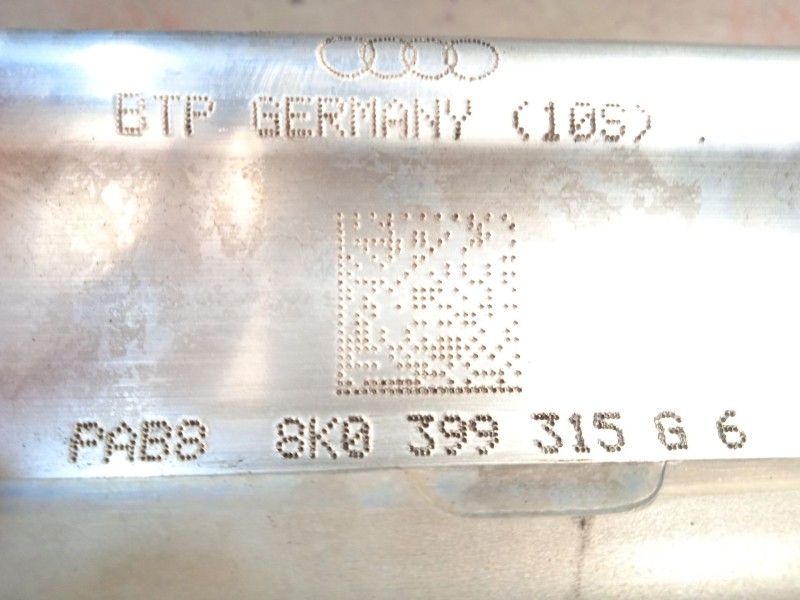 BTP GERMANY (10S)
PAB8 8K0 399 315 G 6